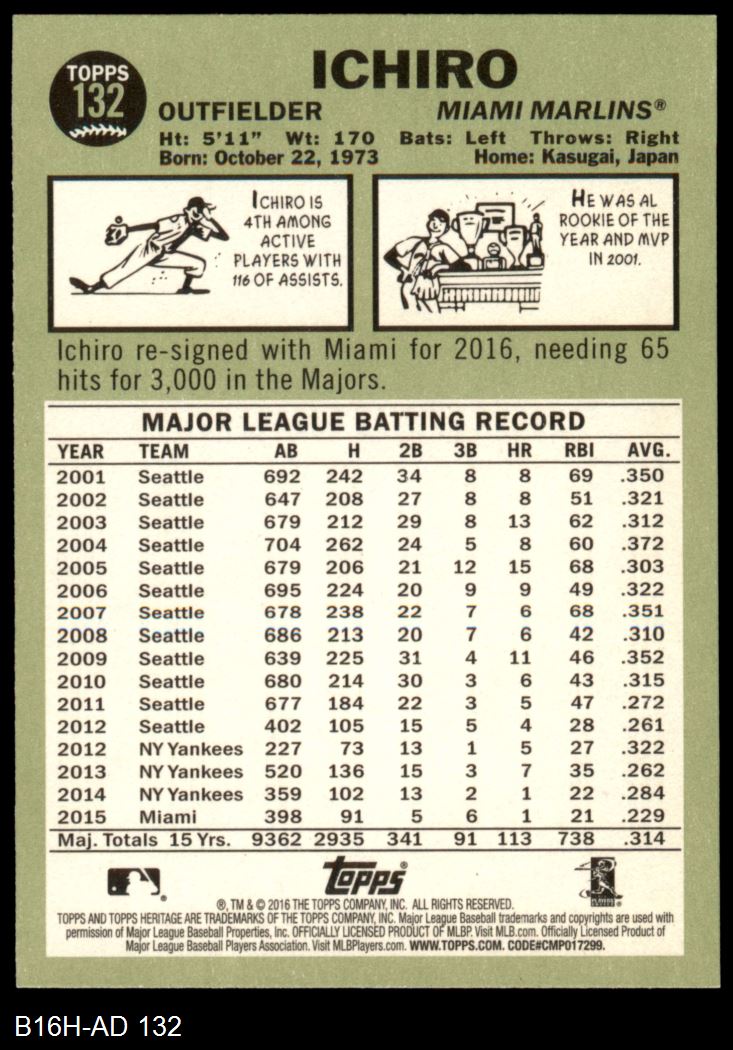 TOPPS
132
ICHIRO
OUTFIELDER MIAMI MARLINS®
Ht: 5'11" Wt: 170 Bats: Left Throws: Right
Born: October 22, 1973 Home: Kasugai, Japan
ICHIRO IS
4TH AMONG
ACTIVE
PLAYERS WITH
116 OF ASSISTS.
HE WAS AL
ROOKIE OF THE
YEAR AND MVP
IN 2001.
Ichiro re-signed with Miami for 2016, needing 65
hits for 3,000 in the Majors.
MAJOR LEAGUE BATTING RECORD
YEAR TEAM AB H 2B 3B HR RBI AVG.
2001 Seattle 692 242 34 8 8 69 .350
2002 Seattle 647 208 27 8 8 51 .321
2003 Seattle 679 212 29 8 13 62 .312
2004 Seattle 704 262 24 5 8 60 .372
2005 Seattle 679 206 21 12 15 68 .303
2006 Seattle 695 224 20 9 9 49 .322
2007 Seattle 678 238 22 7 6 68 .351
2008 Seattle 686 213 20 7 6 42 .310
2009 Seattle 639 225 31 4 11 46 .352
2010 Seattle 680 214 30 3 6 43 .315
2011 Seattle 677 184 22 3 5 47 .272
2012 Seattle 402 105 15 5 4 28 .261
2012 NY Yankees 227 73 13 1 5 27 .322
2013 NY Yankees 520 136 15 3 7 35 .262
2014 NY Yankees 359 102 13 2 1 22 .284
2015 Miami 398 91 5 6 1 21 .229
Maj. Totals 15 Yrs. 9362 2935 341 91 113 738 .314
Topps®
®, TM & © 2016 THE TOPPS COMPANY, INC. ALL RIGHTS RESERVED.
TOPPS AND TOPPS HERITAGE ARE TRADEMARKS OF THE TOPPS COMPANY, INC. Major League Baseball trademarks and copyrights are used with
permission of Major League Baseball Properties, Inc. OFFICIALLY LICENSED PRODUCT OF MLBP. Visit MLB.com. Officially Licensed Product of
Major League Baseball Players Association. Visit MLBPlayers.com. WWW.TOPPS.COM. CODE#CMP017299.
B16H-AD 132